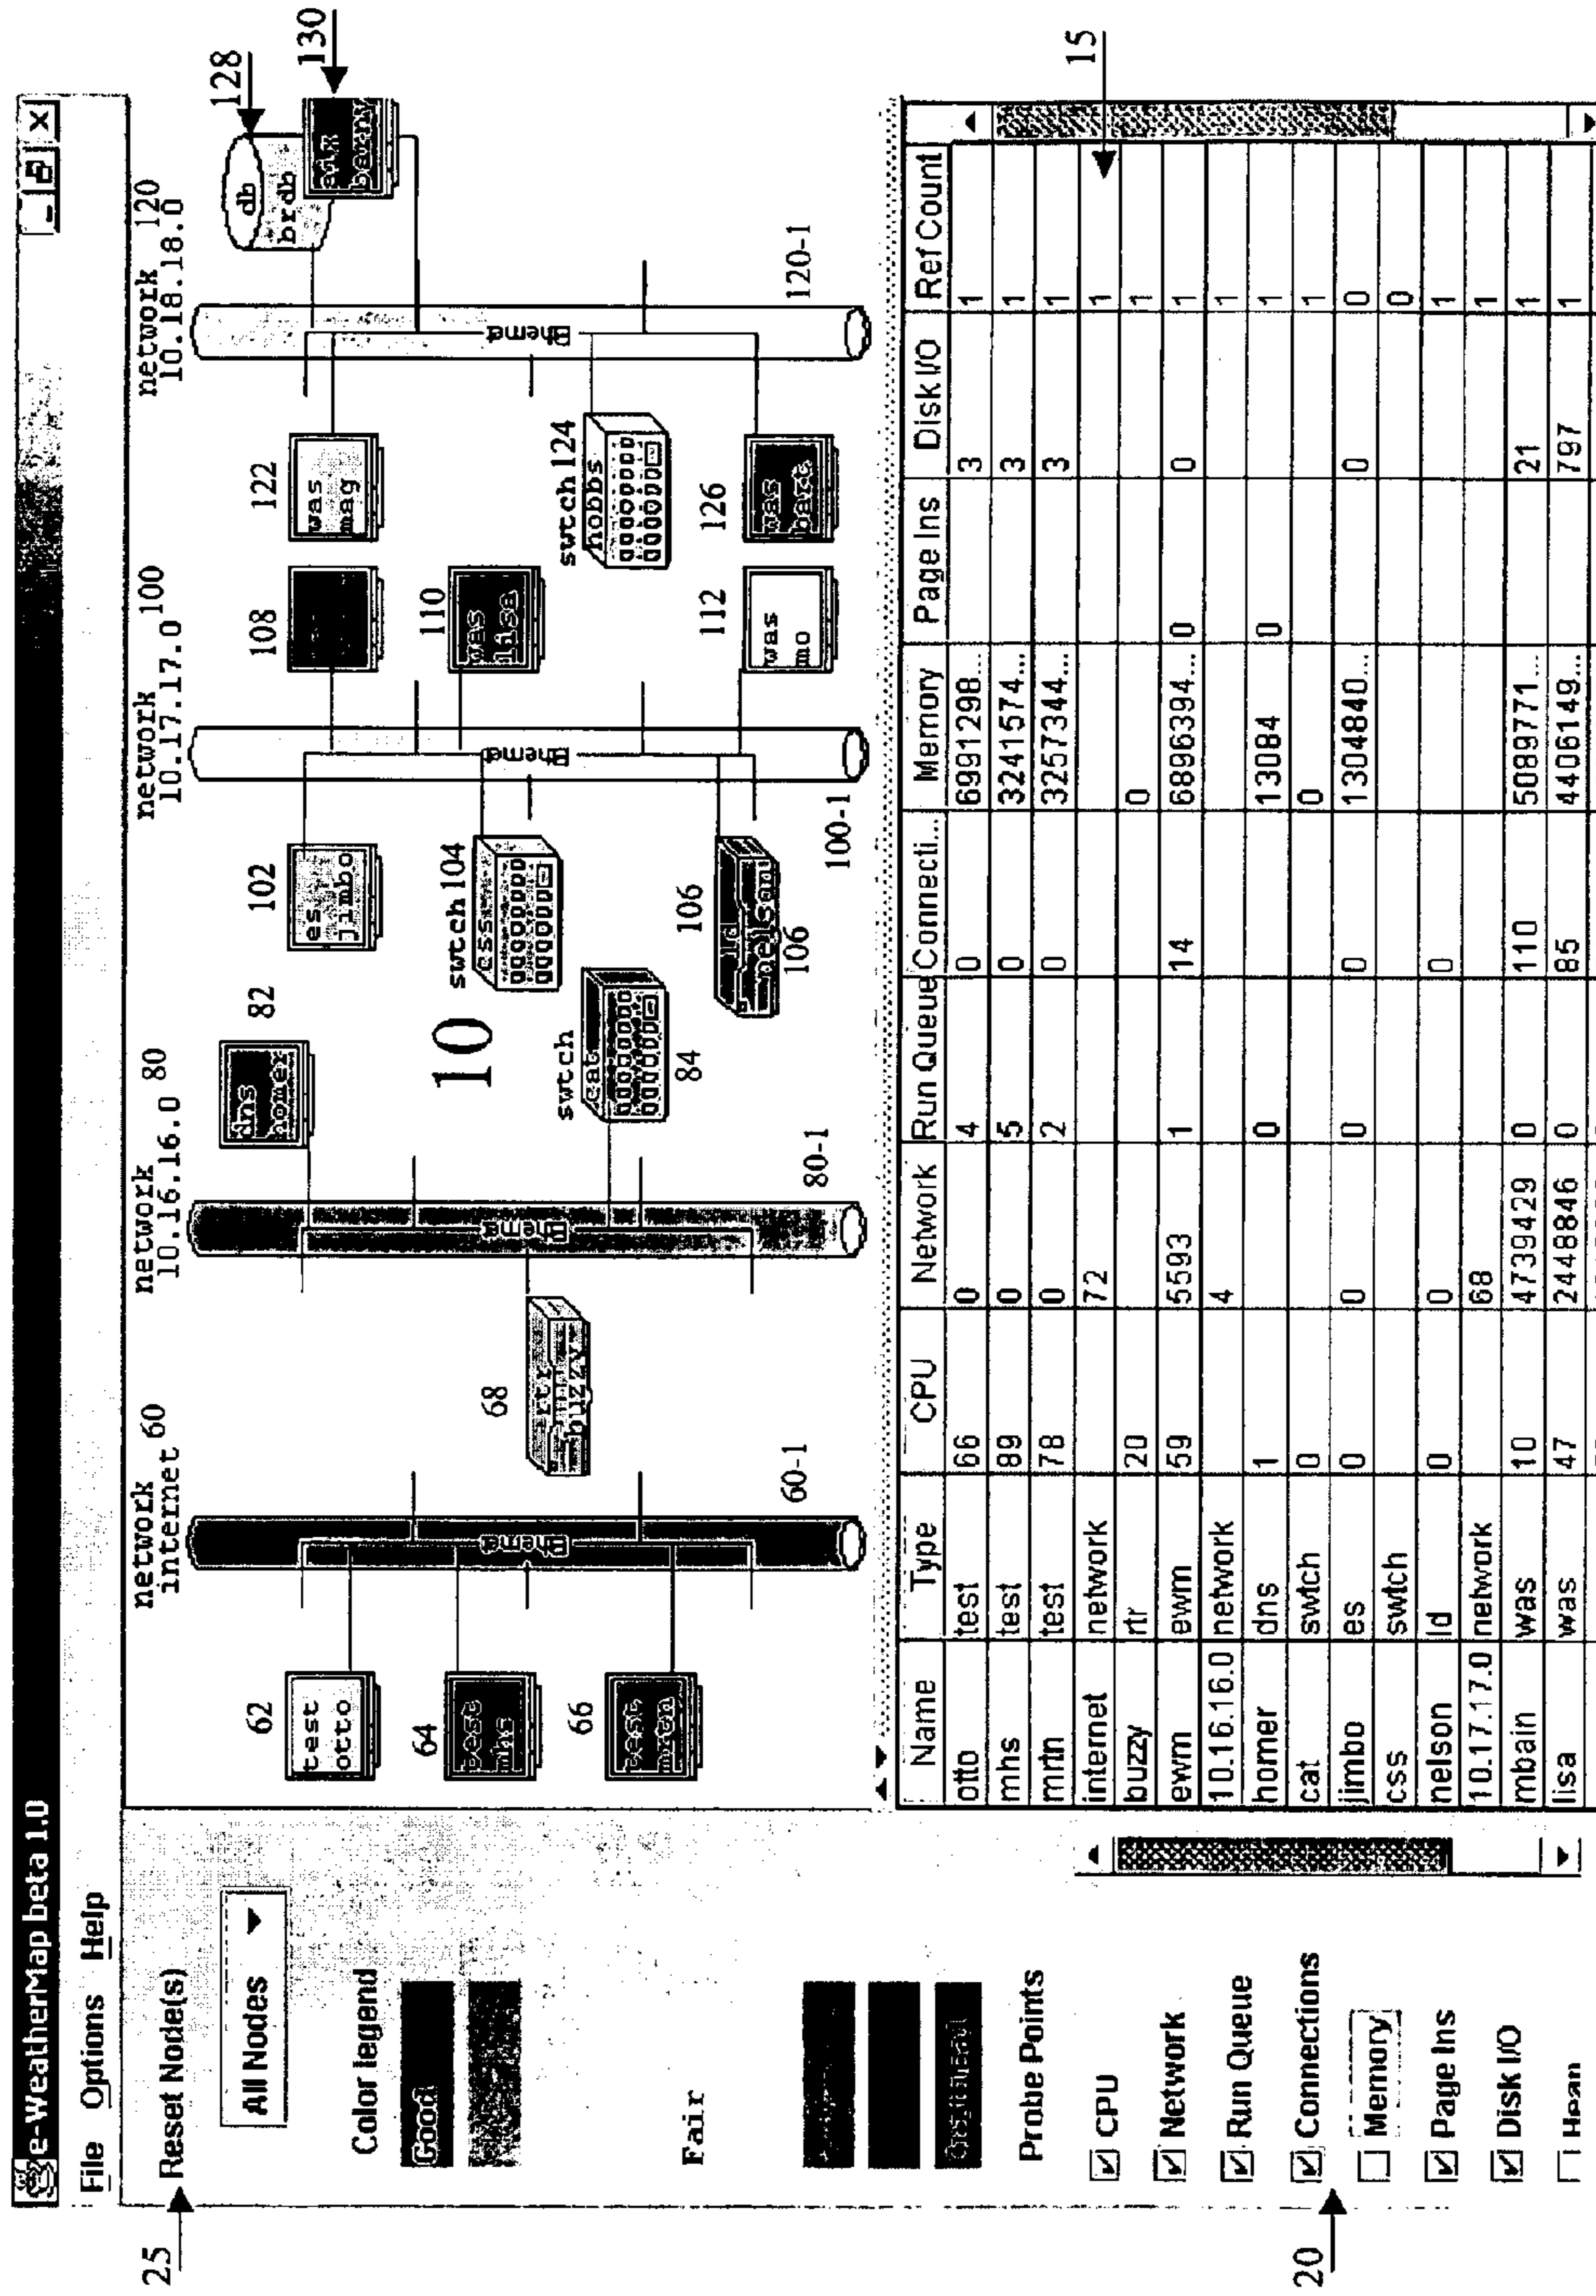 e-WeatherMap beta 1.0
File Options Help
25
Reset Node(s)
All Nodes
Color legend
Good
Fair
Probe Points
CPU
Network
Run Queue
Connections
20
Memory
Page Ins
Disk I/O
network
internet 60
network
10.16.16.0 80
network
10.17.17.0 100
network
10.18.18.0 120
62
test
otto
64
test
mhs
66
test
mrtn
60-1
68
rtr
buzzy
80-1
82
dns
homer
swtch
cat
84
10
102
es
jimbo
swtch 104
css
106
ld
nelson
106
100-1
108
110
was
lisa
112
was
mo
122
was
mag
swtch 124
hobbs
126
was
bart
120-1
128
db
brdb
130
aix
barny
15
Name Type CPU Network Run Queue Connecti... Memory Page Ins Disk I/O Ref Count
otto test 66 0 4 0 6991298... 3 1
mhs test 89 0 5 0 3241574... 3 1
mrtn test 78 0 2 0 3257344... 3 1
internet network 72 1
buzzy rtr 20 0 1
ewm ewm 59 5593 1 14 6896394... 0 0 1
10.16.16.0 network 4 1
homer dns 1 0 13084 0 1
cat swtch 0 0 1
jimbo es 0 0 0 0 1304840... 0 0
css swtch 0
nelson ld 0 0 0 1
10.17.17.0 network 68 1
mbain was 10 4739429 0 110 5089771... 21 1
lisa was 47 2448846 0 85 4406149... 797 1